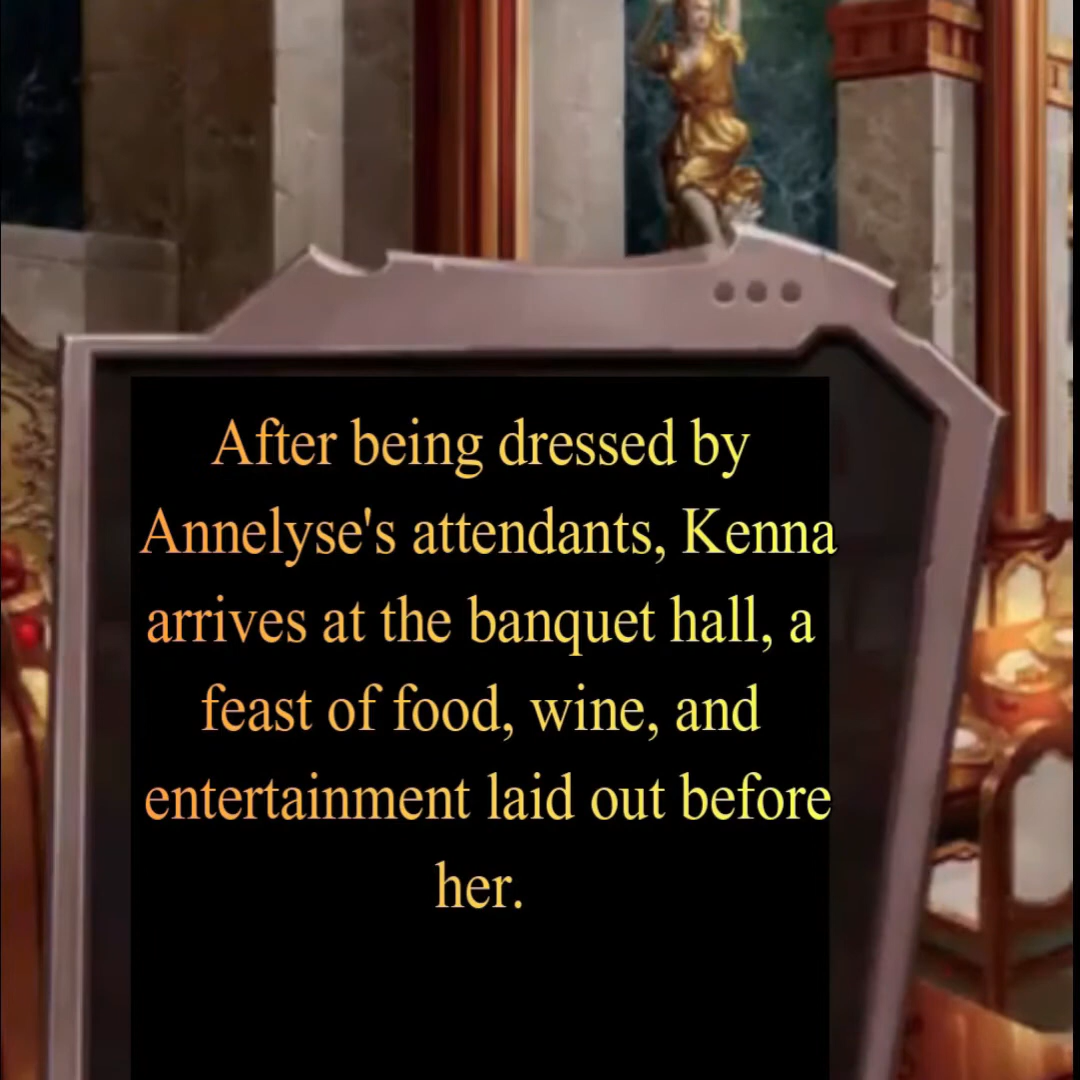 After being dressed by
Annelyse's attendants, Kenna
arrives at the banquet hall, a
feast of food, wine, and
entertainment laid out before
her.